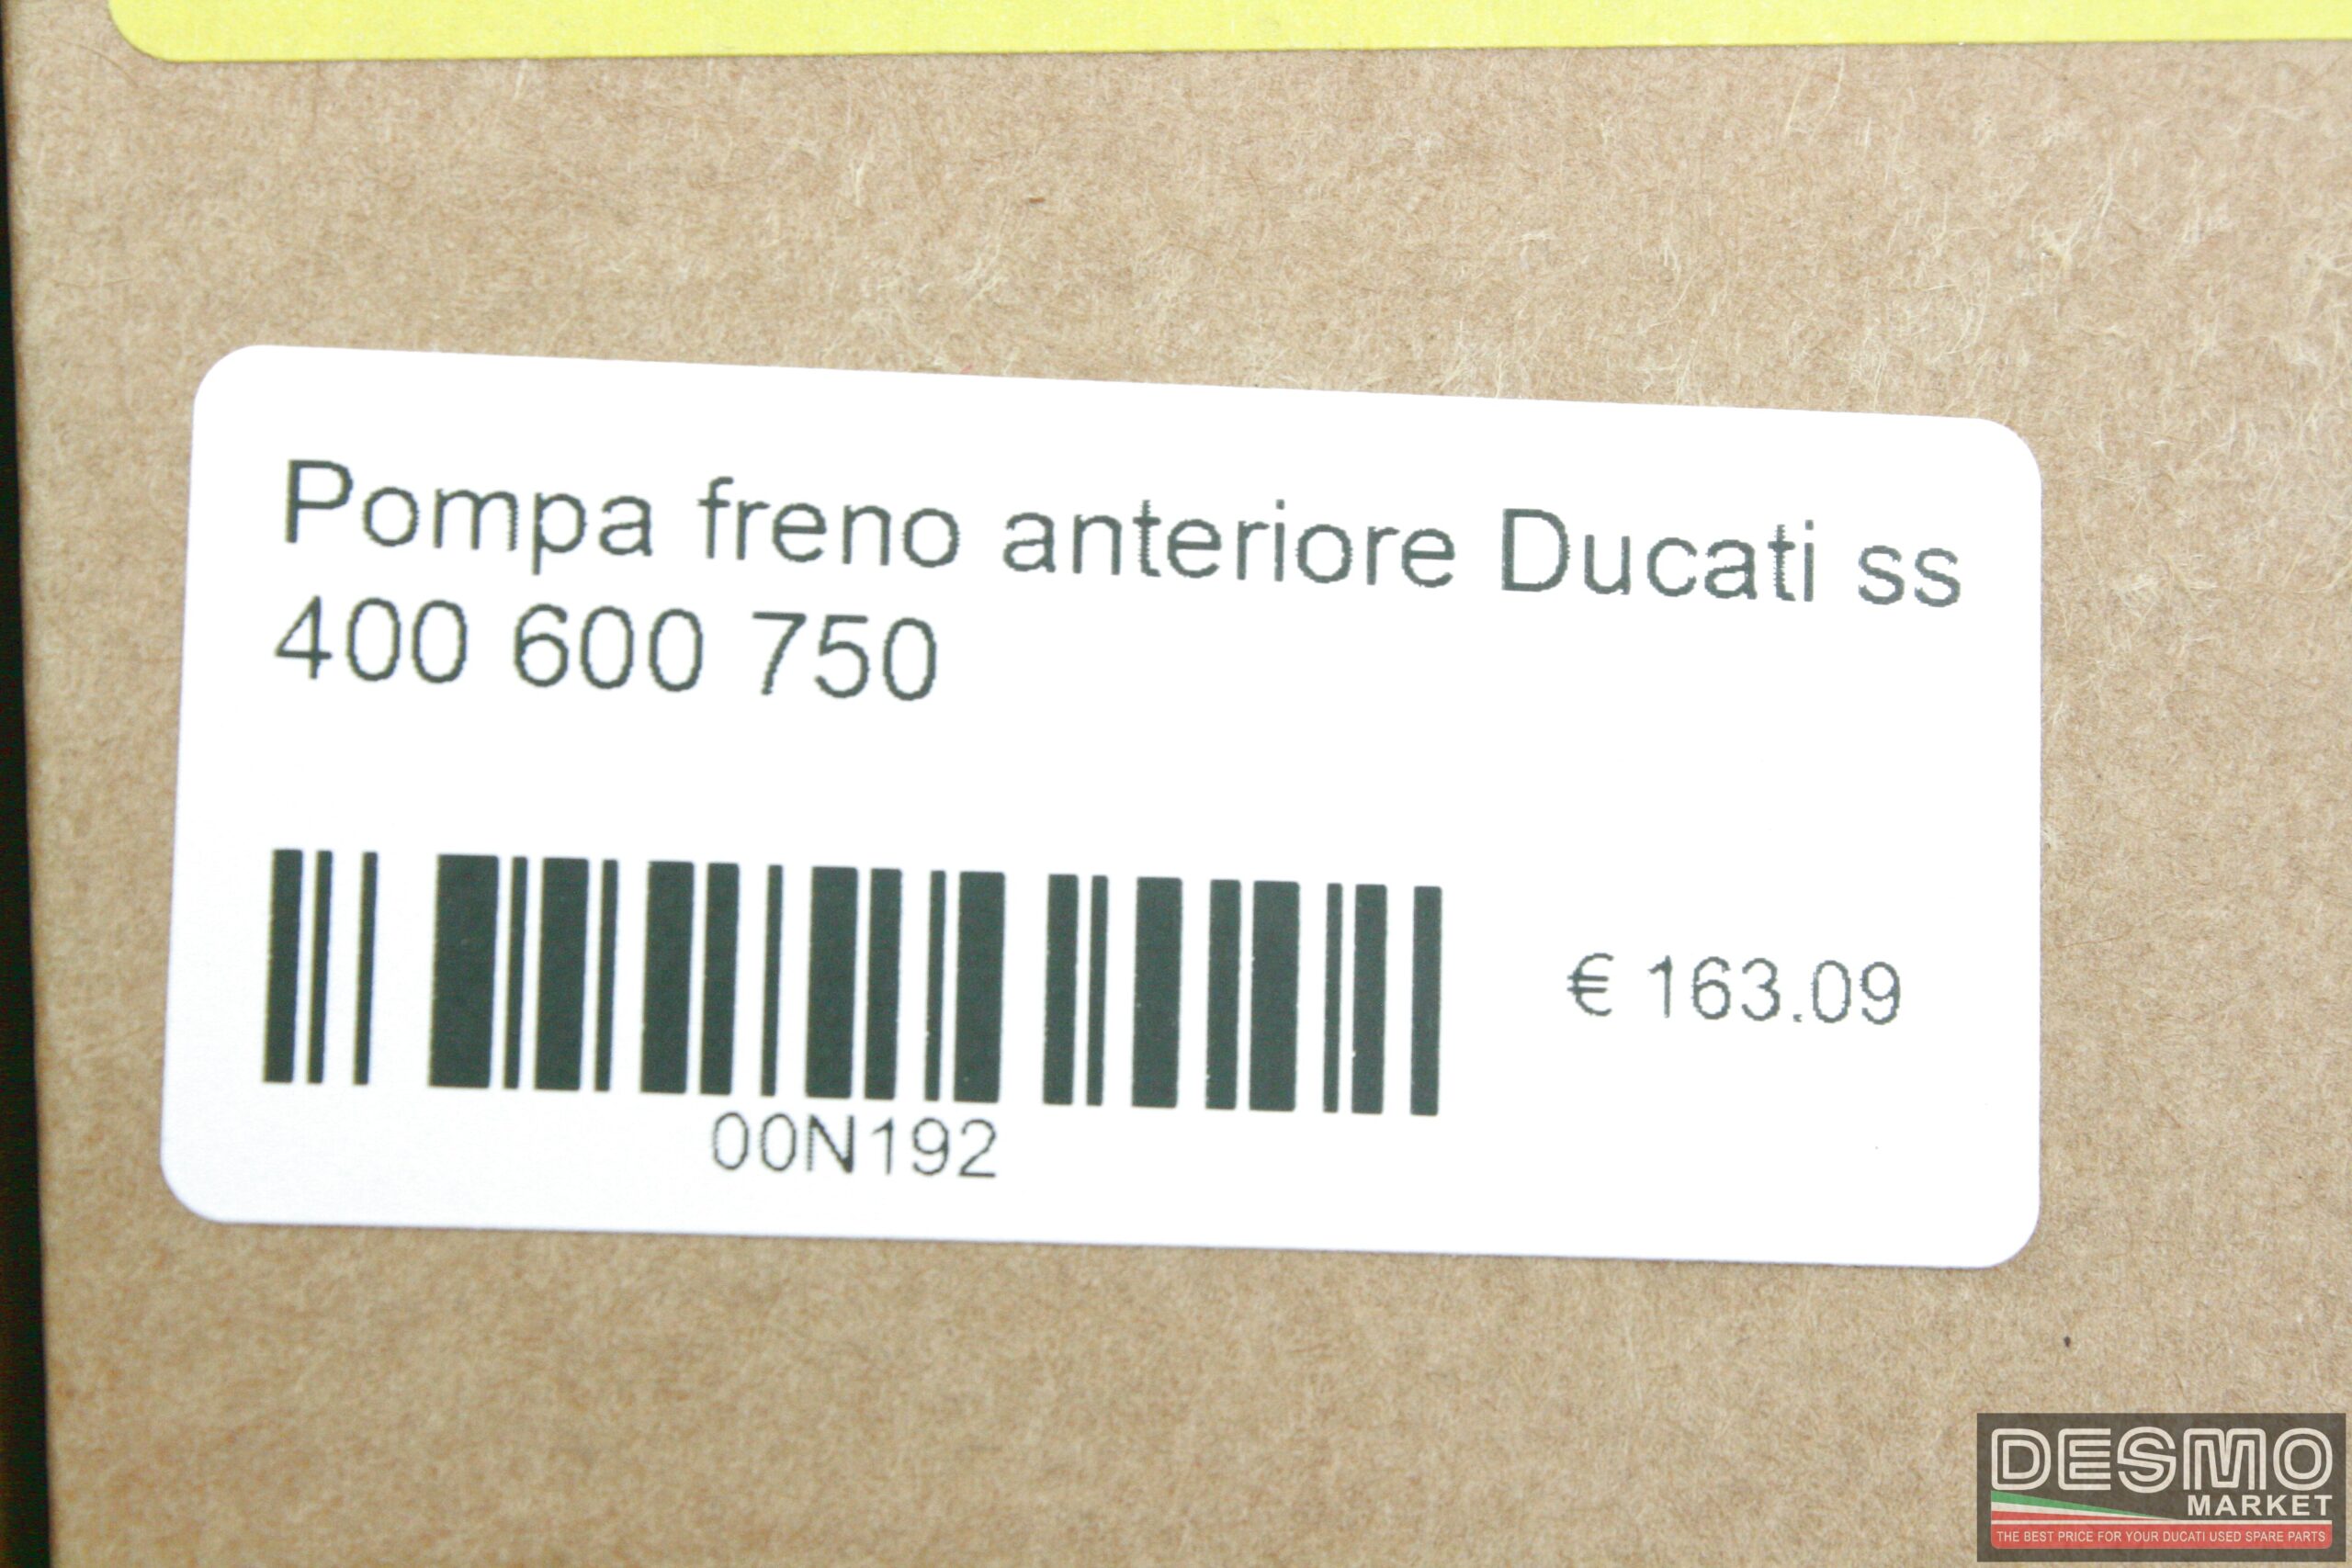 Pompa freno anteriore Ducati ss
400 600 750
€ 163.09
00N192
DESMO
MARKET
THE BEST PRICE FOR YOUR DUCATI USED SPARE PARTS